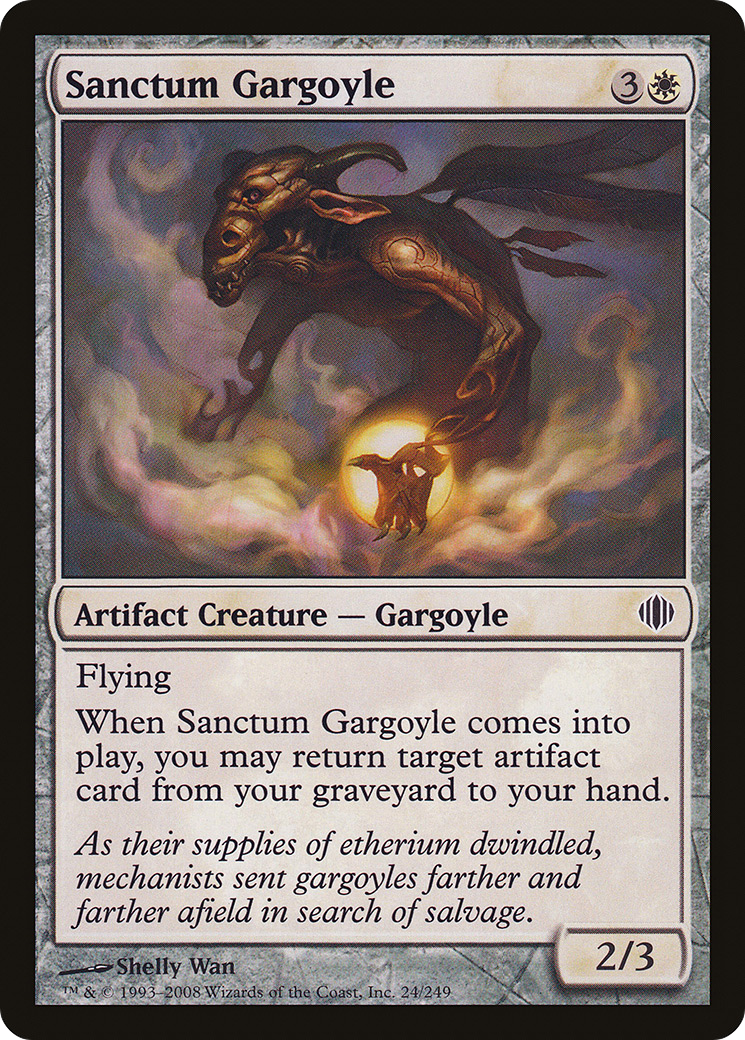 Sanctum Gargoyle 3
Artifact Creature — Gargoyle
Flying
When Sanctum Gargoyle comes into
play, you may return target artifact
card from your graveyard to your hand.
As their supplies of etherium dwindled,
mechanists sent gargoyles farther and
farther afield in search of salvage.
2/3
Shelly Wan
™ & © 1993–2008 Wizards of the Coast, Inc. 24/249